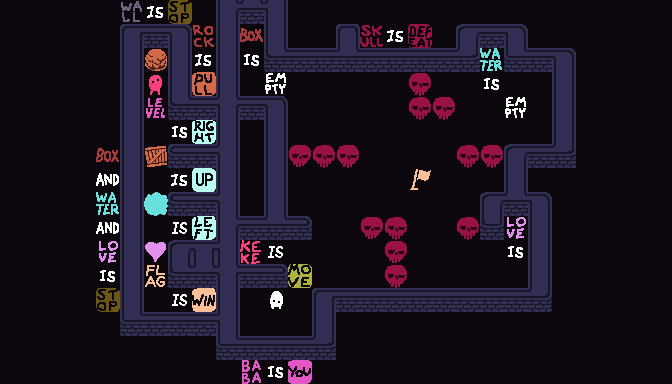 WALL IS STOP
ROCK IS PULL
BOX IS EMPTY
SKULL IS DEFEAT
WATER IS EMPTY
LEVEL
IS RIGHT
IS UP
IS LEFT
BOX AND WATER AND LOVE IS STOP
FLAG
IS WIN
KEKE IS MOVE
LOVE IS
BABA IS YOU